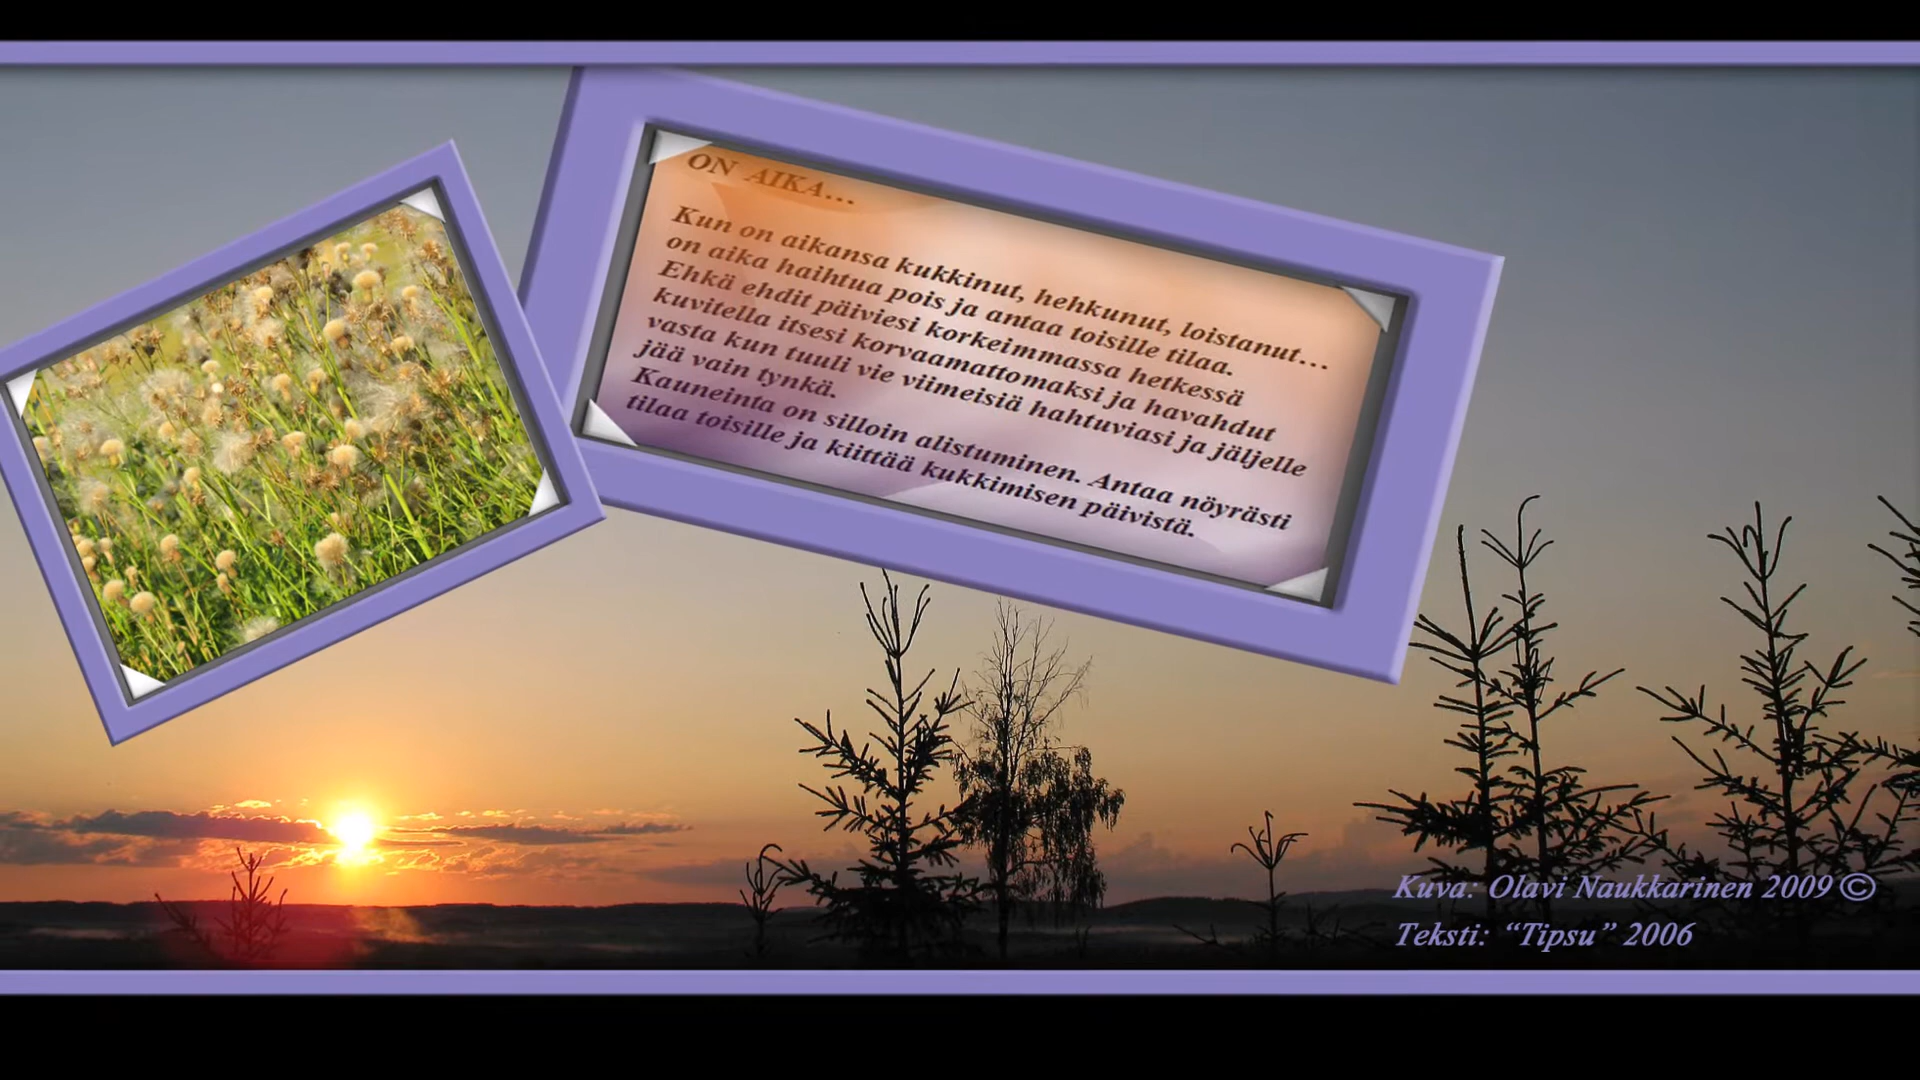 ON AIKA...
Kun on aikansa kukkinut, hehkunut, loistanut...
on aika haihtua pois ja antaa toisille tilaa.
Ehkä ehdit päiviesi korkeimmassa hetkessä
kuvitella itsesi korvaamattomaksi ja havahdut
vasta kun tuuli vie viimeisiä hahtuviasi ja jäljelle
jää vain tynkä.
Kauneinta on silloin alistuminen. Antaa nöyrästi
tilaa toisille ja kiittää kukkimisen päivistä.
Kuva: Olavi Naukkarinen 2009 ©
Teksti: “Tipsu” 2006